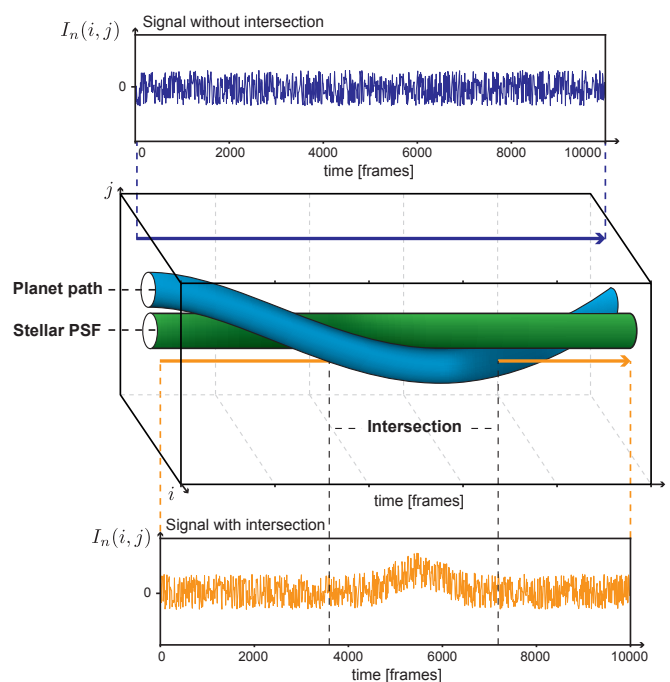 I_n(i, j)
Signal without intersection
0
0 2000 4000 6000 8000 10000
time [frames]
j
Planet path
Stellar PSF
Intersection
i
time [frames]
I_n(i, j)
Signal with intersection
0
0 2000 4000 6000 8000 10000
time [frames]